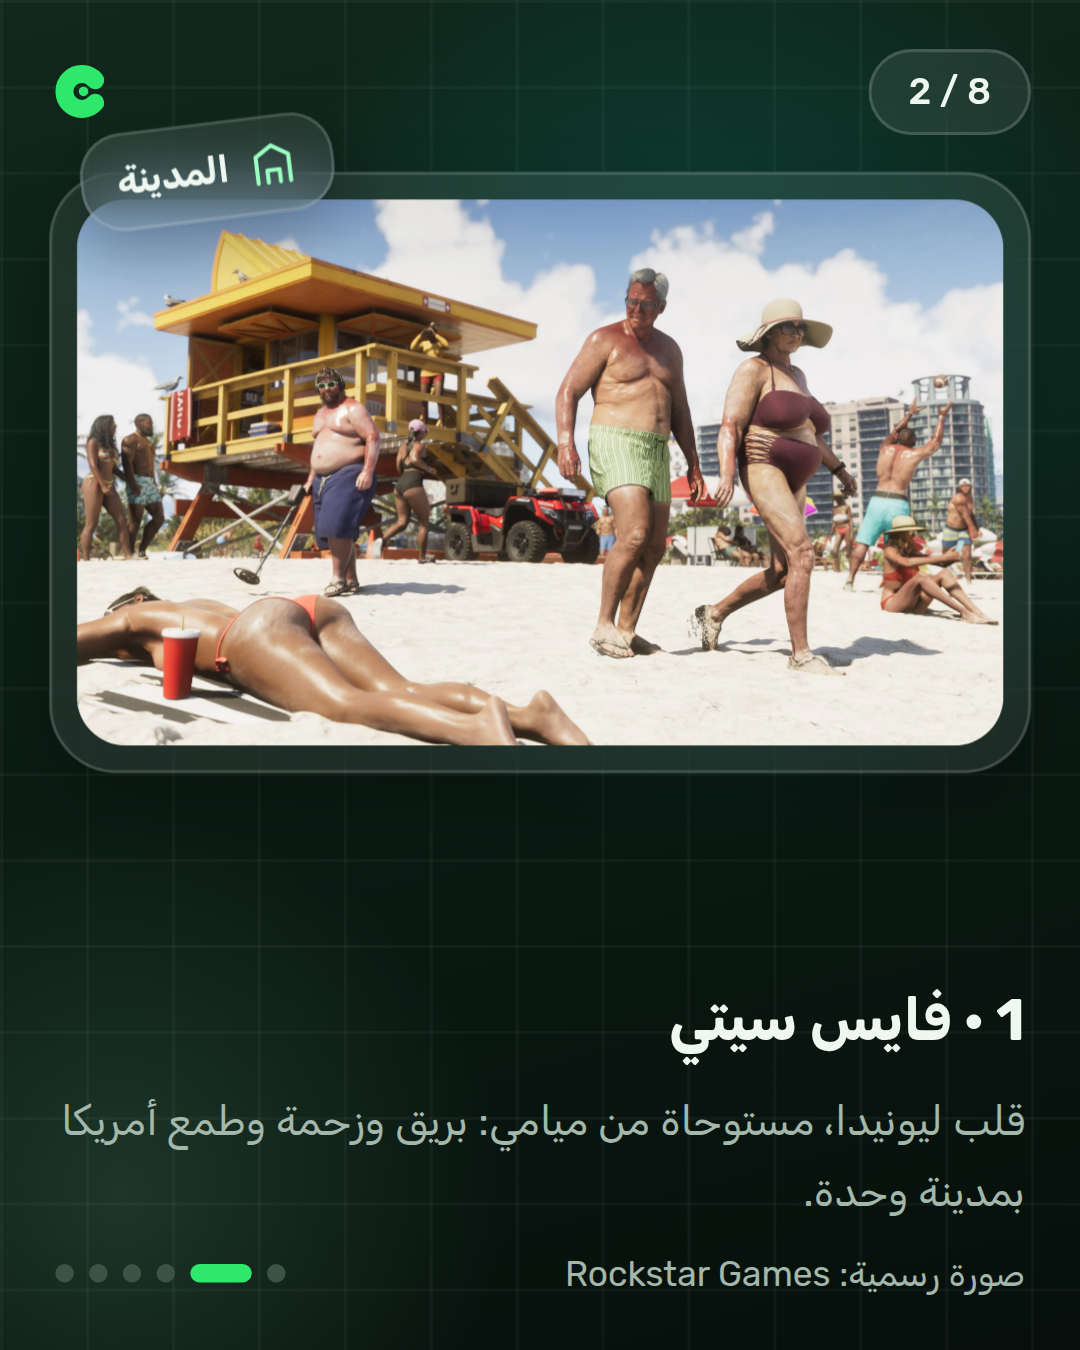 2 / 8
المدينة
1 • فايس سيتي
قلب ليونيدا، مستوحاة من ميامي: بريق وزحمة وطمع أمريكا
بمدينة وحدة.
صورة رسمية: Rockstar Games